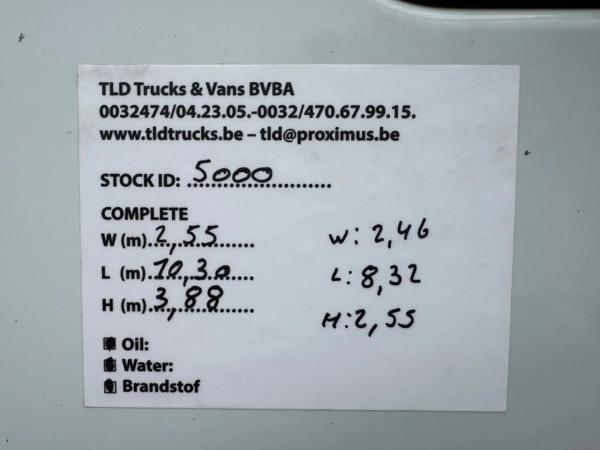 TLD Trucks & Vans BVBA
0032474/04.23.05.-0032/470.67.99.15.
www.tldtrucks.be – tld@proximus.be
STOCK ID: 5000
COMPLETE
W (m) 2,55 W: 2,46
L (m) 10,30 L: 8,32
H (m) 3,88 H: 2,55
Oil:
Water:
Brandstof